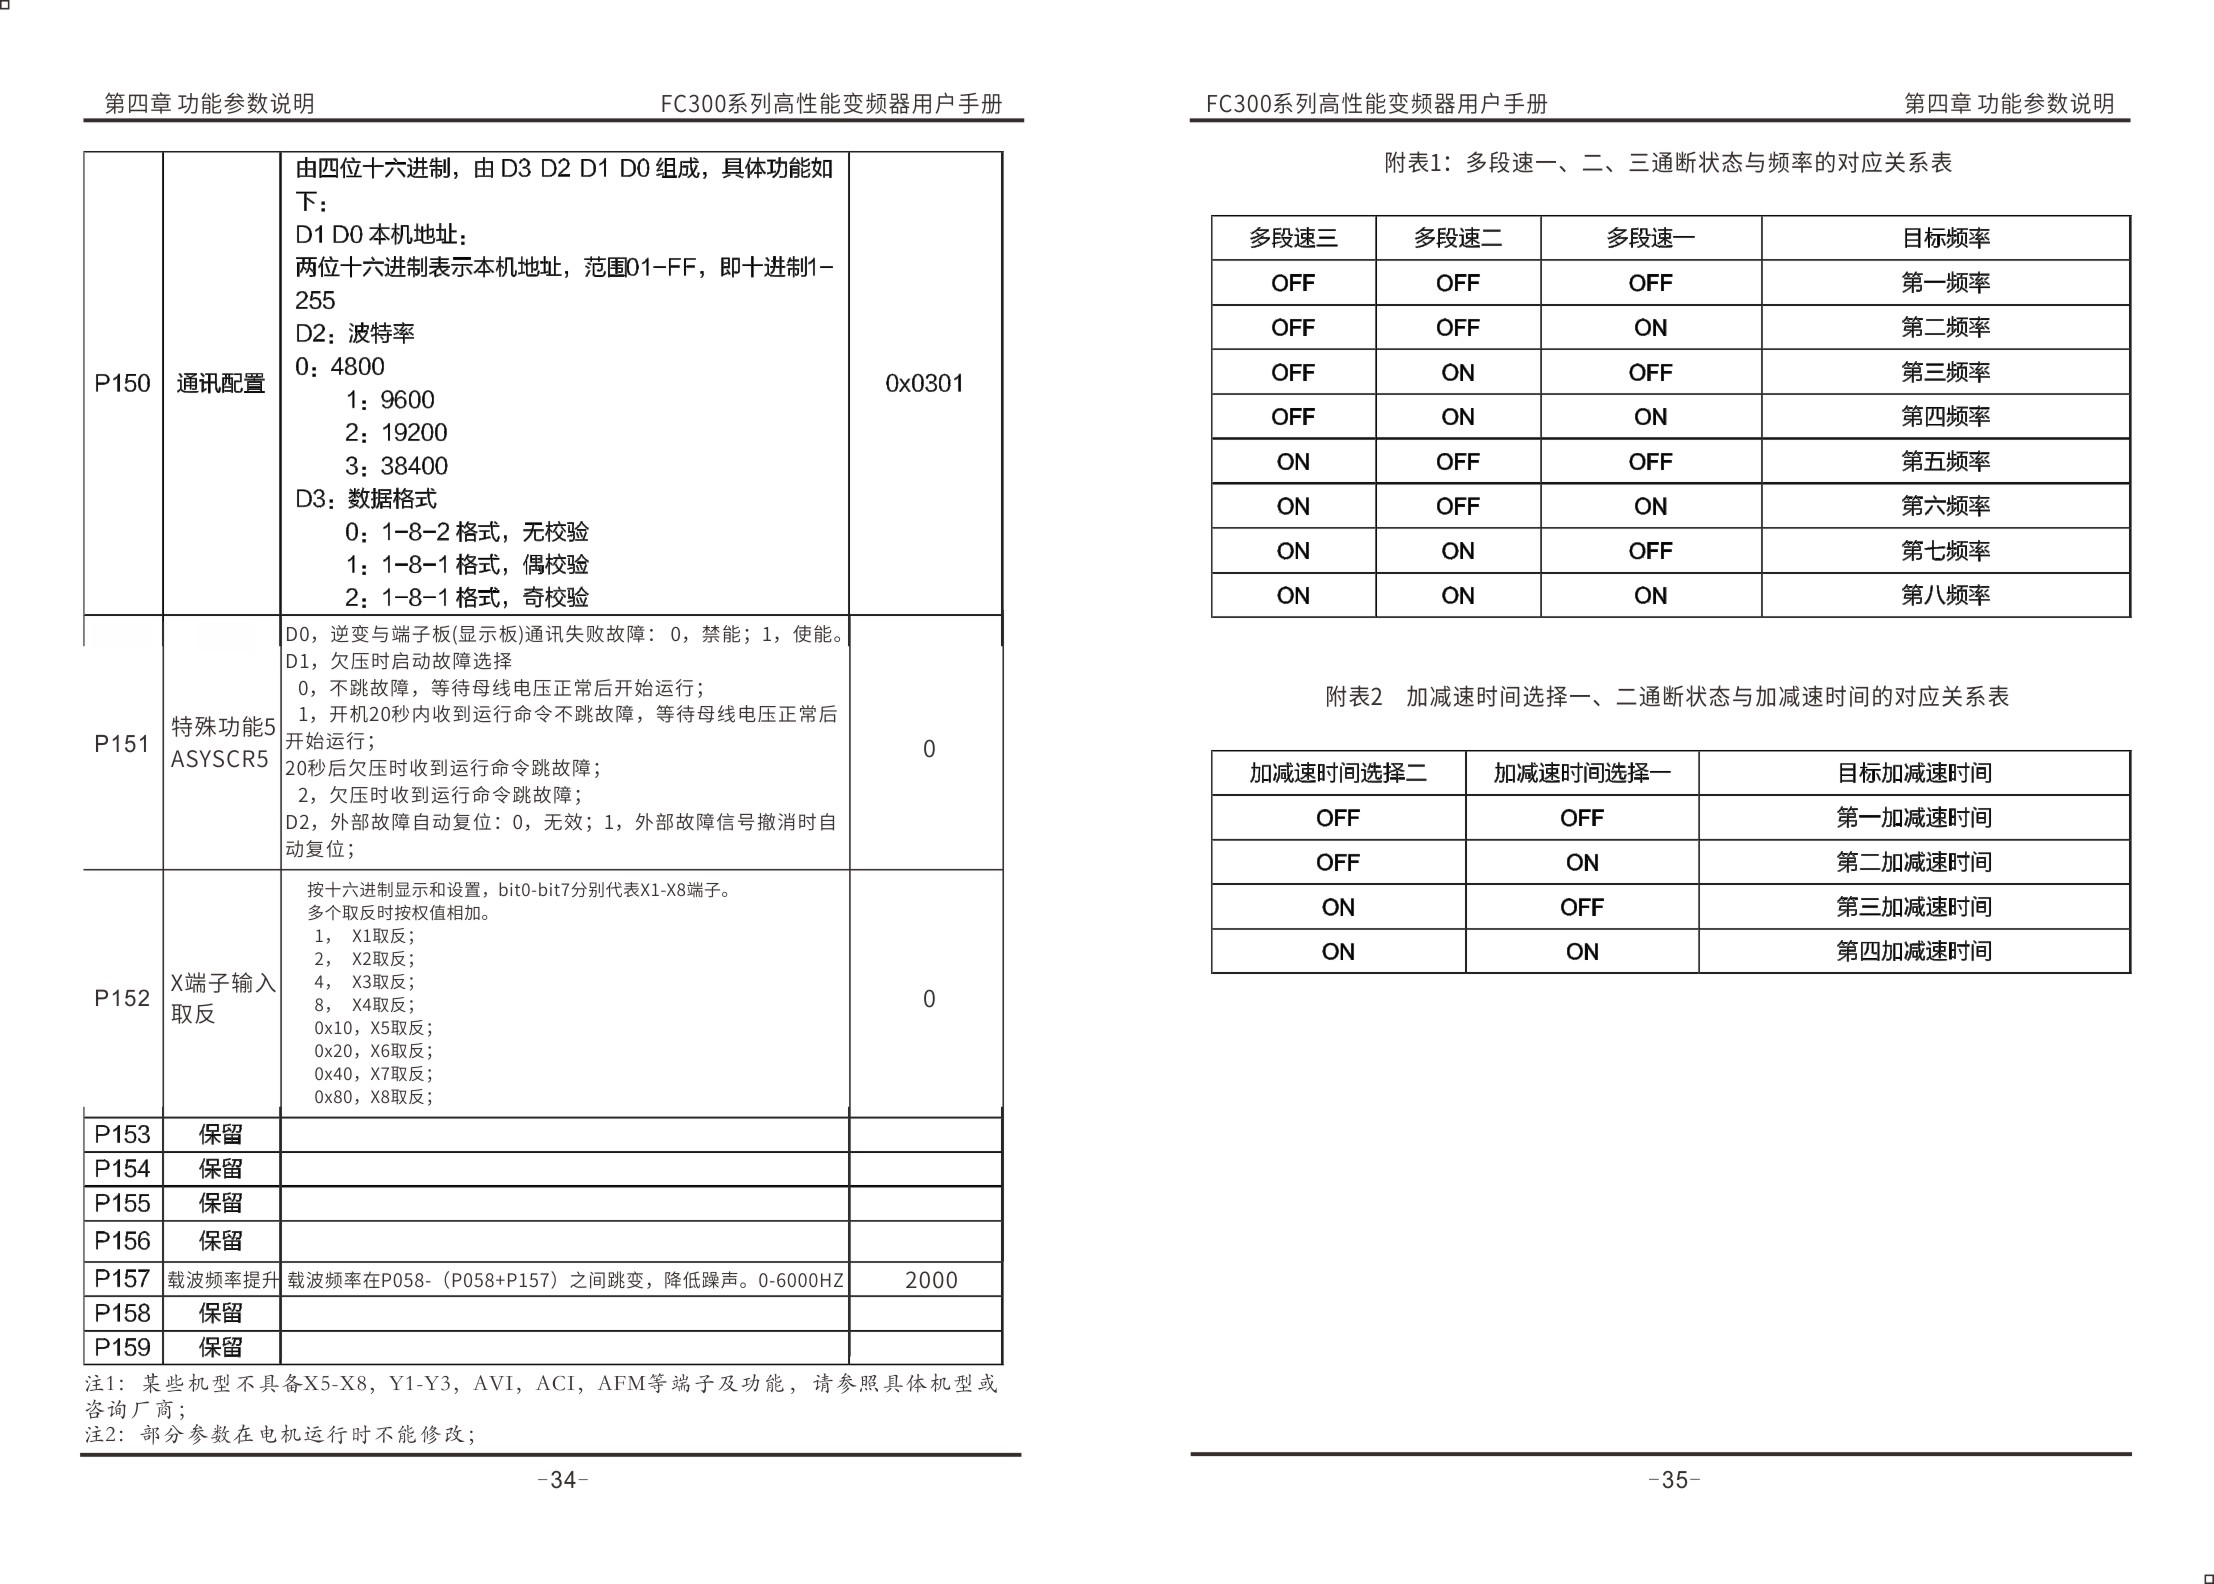 第四章 功能参数说明
FC300系列高性能变频器用户手册
P150
通讯配置
由四位十六进制，由 D3 D2 D1 D0 组成，具体功能如
下：
D1 D0 本机地址：
两位十六进制表示本机地址，范围01-FF，即十进制1-
255
D2：波特率
0：4800
1：9600
2：19200
3：38400
D3：数据格式
0：1-8-2 格式，无校验
1：1-8-1 格式，偶校验
2：1-8-1 格式，奇校验
0x0301
P151
特殊功能5
ASYSCR5
D0，逆变与端子板(显示板)通讯失败故障：0，禁能；1，使能。
D1，欠压时启动故障选择
0，不跳故障，等待母线电压正常后开始运行；
1，开机20秒内收到运行命令不跳故障，等待母线电压正常后
开始运行；
20秒后欠压时收到运行命令跳故障；
2，欠压时收到运行命令跳故障；
D2，外部故障自动复位：0，无效；1，外部故障信号撤消时自
动复位；
0
P152
X端子输入
取反
按十六进制显示和设置，bit0-bit7分别代表X1-X8端子。
多个取反时按权值相加。
1， X1取反；
2， X2取反；
4， X3取反；
8， X4取反；
0x10，X5取反；
0x20，X6取反；
0x40，X7取反；
0x80，X8取反；
0
P153 保留
P154 保留
P155 保留
P156 保留
P157 载波频率提升 载波频率在P058-（P058+P157）之间跳变，降低躁声。0-6000HZ 2000
P158 保留
P159 保留
注1：某些机型不具备X5-X8，Y1-Y3，AVI，ACI，AFM等端子及功能，请参照具体机型或
咨询厂商；
注2：部分参数在电机运行时不能修改；
-34-
FC300系列高性能变频器用户手册
第四章 功能参数说明
附表1：多段速一、二、三通断状态与频率的对应关系表
多段速三 多段速二 多段速一 目标频率
OFF OFF OFF 第一频率
OFF OFF ON 第二频率
OFF ON OFF 第三频率
OFF ON ON 第四频率
ON OFF OFF 第五频率
ON OFF ON 第六频率
ON ON OFF 第七频率
ON ON ON 第八频率
附表2 加减速时间选择一、二通断状态与加减速时间的对应关系表
加减速时间选择二 加减速时间选择一 目标加减速时间
OFF OFF 第一加减速时间
OFF ON 第二加减速时间
ON OFF 第三加减速时间
ON ON 第四加减速时间
-35-